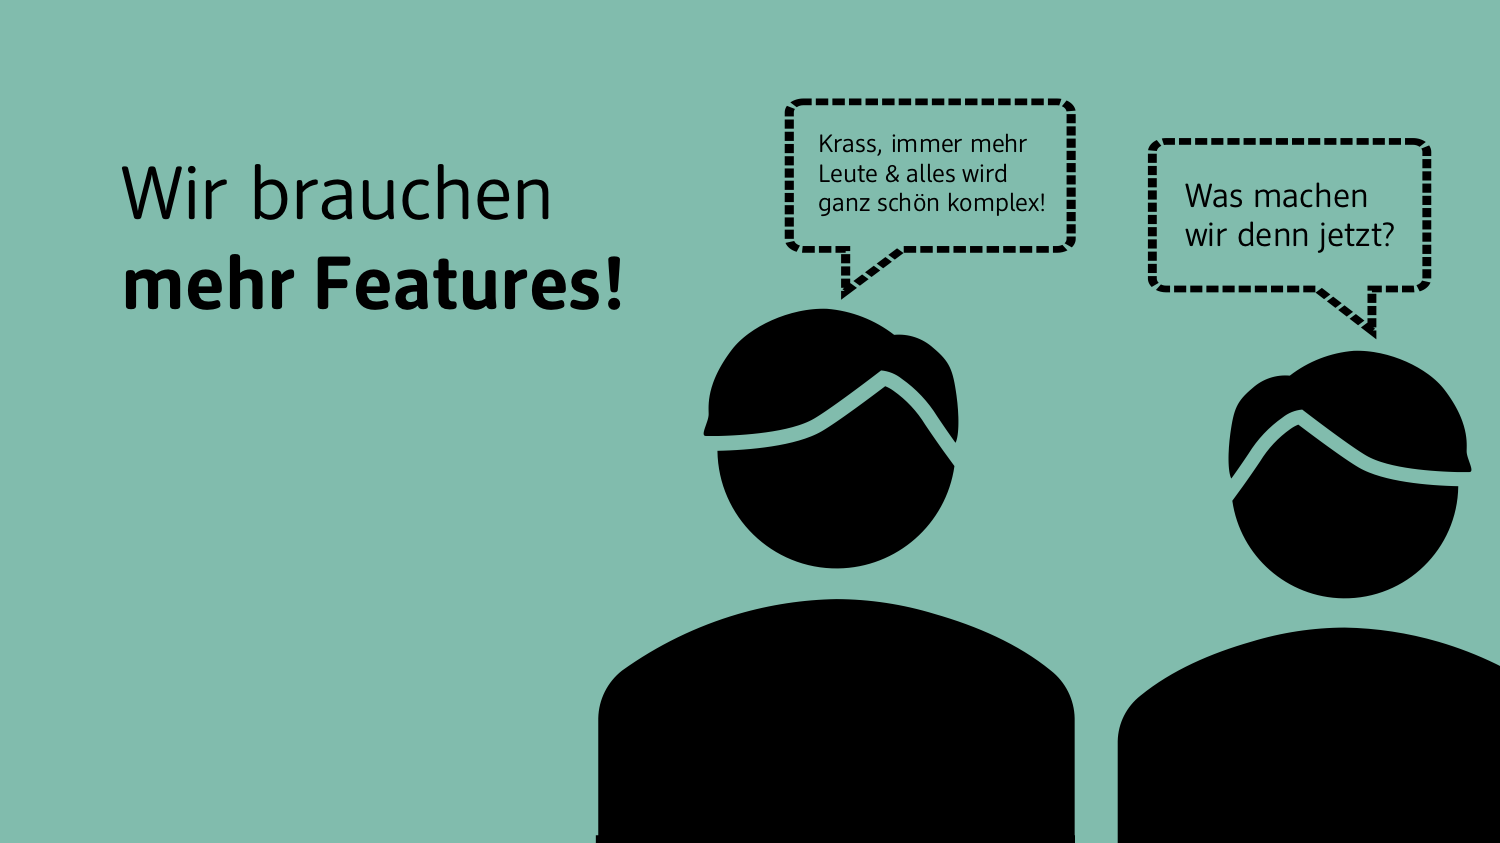 Wir brauchen
mehr Features!
Krass, immer mehr
Leute & alles wird
ganz schön komplex!
Was machen
wir denn jetzt?